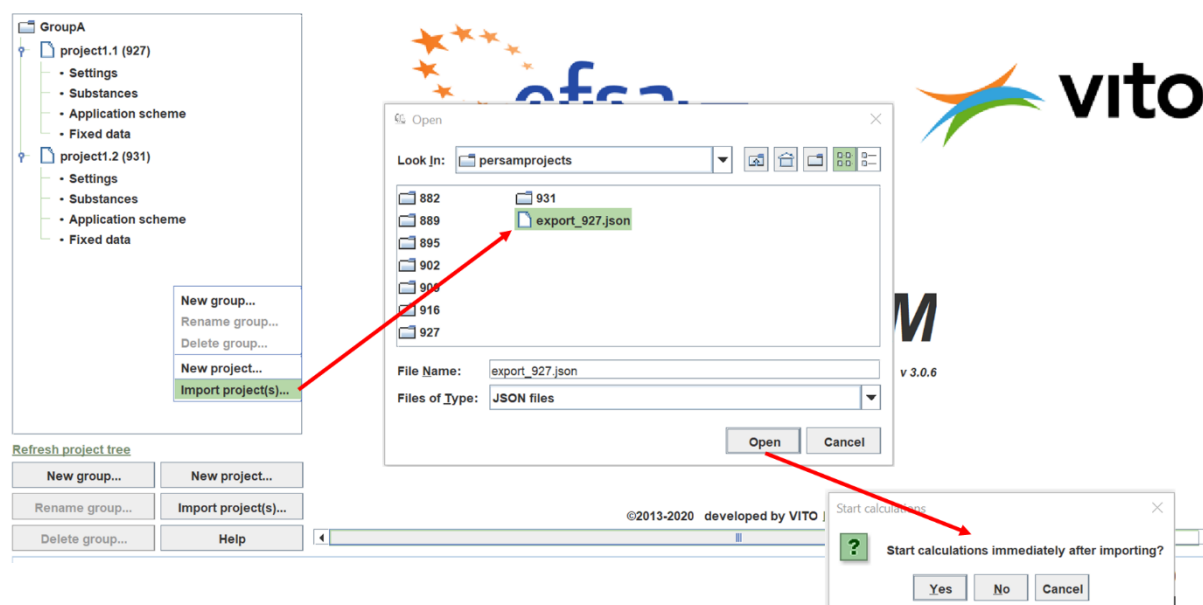 GroupA
project1.1 (927)
Settings
Substances
Application scheme
Fixed data
project1.2 (931)
Settings
Substances
Application scheme
Fixed data
New group...
Rename group...
Delete group...
New project...
Import project(s)...
Refresh project tree
New group...
New project...
Rename group...
Import project(s)...
Delete group...
Help
efsa
vito
Open
Look In:
persamprojects
882
889
895
902
909
916
927
931
export_927.json
File Name:
export_927.json
Files of Type:
JSON files
Open
Cancel
M
v 3.0.6
©2013-2020 developed by VITO
Start calculations
Start calculations immediately after importing?
Yes
No
Cancel